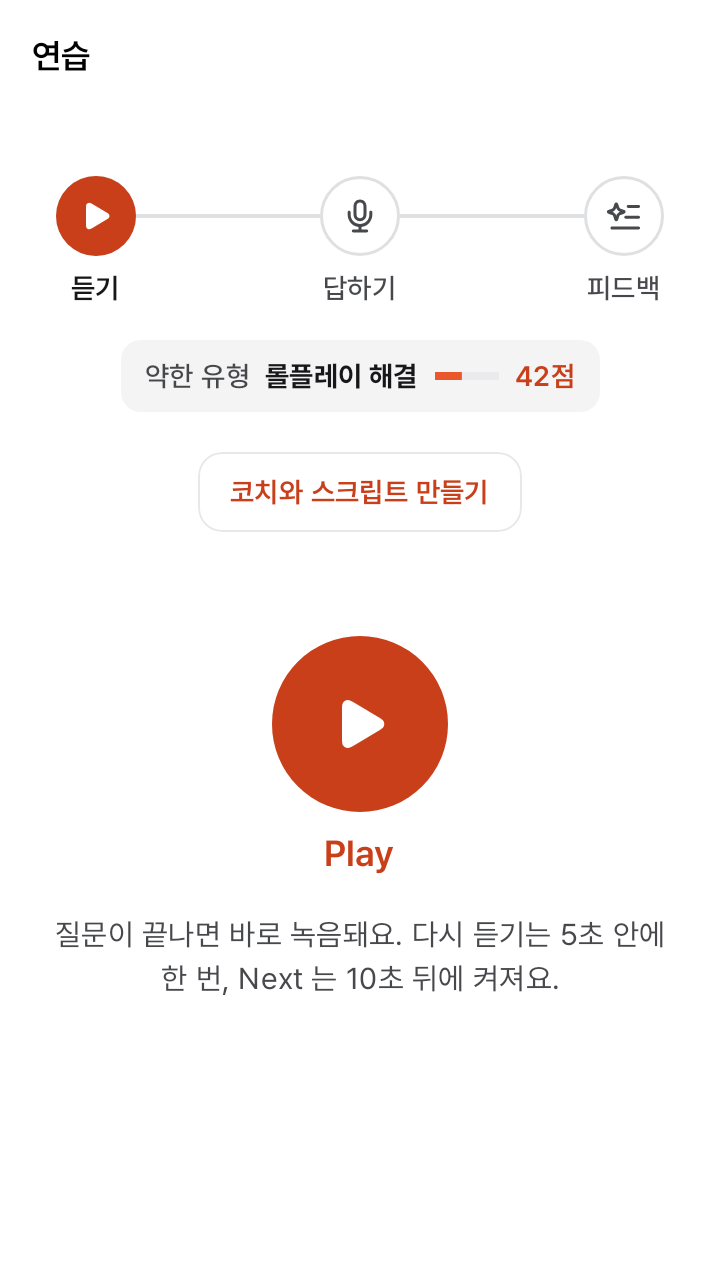 연습
듣기
답하기
피드백
약한 유형 롤플레이 해결 42점
코치와 스크립트 만들기
Play
질문이 끝나면 바로 녹음돼요. 다시 듣기는 5초 안에
한 번, Next 는 10초 뒤에 켜져요.